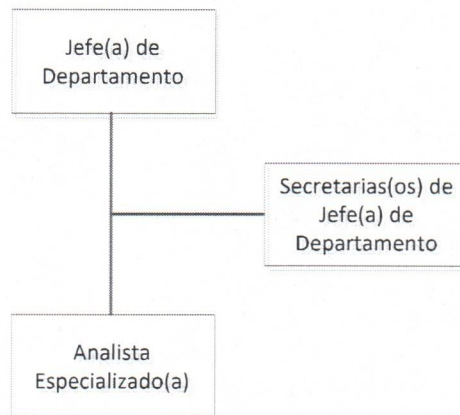 Jefe(a) de
Departamento
Secretarias(os) de
Jefe(a) de
Departamento
Analista
Especializado(a)